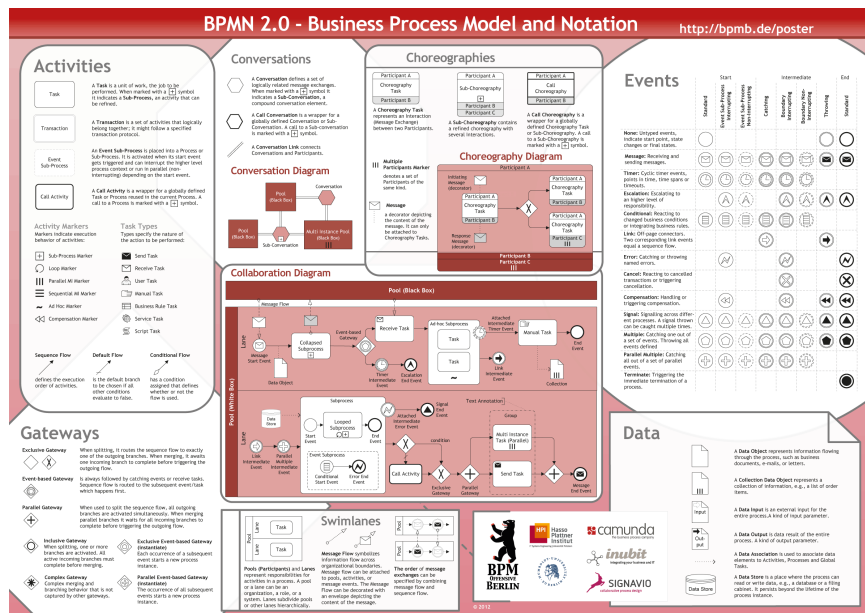 BPMN 2.0 - Business Process Model and Notation
http://bpmb.de/poster
Activities
Task
A Task is a unit of work, the job to be
performed. When marked with a + symbol
it indicates a Sub-Process, an activity that can
be refined.
Transaction
A Transaction is a set of activities that logically
belong together; it might follow a specified
transaction protocol.
Event
Sub-Process
An Event Sub-Process is placed into a Process or
Sub-Process. It is activated when its start event
gets triggered and can interrupt the higher level
process context or run in parallel (non-
interrupting) depending on the start event.
Call Activity
A Call Activity is a wrapper for a globally defined
Task or Process reused in the current Process. A
call to a Process is marked with a + symbol.
Activity Markers
Markers indicate execution
behavior of activities:
Sub-Process Marker
Loop Marker
Parallel MI Marker
Sequential MI Marker
Ad Hoc Marker
Compensation Marker
Task Types
Types specify the nature of
the action to be performed:
Send Task
Receive Task
User Task
Manual Task
Business Rule Task
Service Task
Script Task
Sequence Flow
defines the execution
order of activities.
Default Flow
is the default branch
to be chosen if all
other conditions
evaluate to false.
Conditional Flow
has a condition
assigned that defines
whether or not the
flow is used.
Conversations
A Conversation defines a set of
logically related message exchanges.
When marked with a + symbol it
indicates a Sub-Conversation, a
compound conversation element.
A Call Conversation is a wrapper for a
globally defined Conversation or Sub-
Conversation. A call to a Sub-conversation
is marked with a + symbol.
A Conversation Link connects
Conversations and Participants.
Conversation Diagram
Pool
(Black Box)
Conversation
Pool
(Black Box)
Sub-Conversation
Multi Instance Pool
(Black Box)
Choreographies
Participant A
Choreography
Task
Participant B
A Choreography Task
represents an Interaction
(Message Exchange)
between two Participants.
Participant A
Sub-Choreography
Participant B
Participant C
A Sub-Choreography contains
a refined choreography with
several Interactions.
Participant A
Call
Choreography
Participant B
A Call Choreography is a
wrapper for a globally
defined Choreography Task
or Sub-Choreography. A call
to a Sub-Choreography is
marked with a + symbol.
Multiple
Participants Marker
denotes a set of
Participants of the
same kind.
Message
a decorator depicting
the content of the
message. It can only
be attached to
Choreography Tasks.
Choreography Diagram
Initiating
Message
(decorator)
Participant A
Choreography
Task
Participant B
Response
Message
(decorator)
Participant A
Choreography
Task
Participant B
Participant A
Choreography
Task
Participant C
Participant B
Participant C
Events
Start
Intermediate
End
Standard
Event Sub-Process
Interrupting
Event Sub-Process
Non-Interrupting
Catching
Boundary
Interrupting
Boundary Non-
Interrupting
Throwing
Standard
None: Untyped events,
indicate start point, state
changes or final states.
Message: Receiving and
sending messages.
Timer: Cyclic timer events,
points in time, time spans or
timeouts.
Escalation: Escalating to
an higher level of
responsibility.
Conditional: Reacting to
changed business conditions
or integrating business rules.
Link: Off-page connectors.
Two corresponding link events
equal a sequence flow.
Error: Catching or throwing
named errors.
Cancel: Reacting to cancelled
transactions or triggering
cancellation.
Compensation: Handling or
triggering compensation.
Signal: Signalling across differ-
ent processes. A signal thrown
can be caught multiple times.
Multiple: Catching one out of
a set of events. Throwing all
events defined
Parallel Multiple: Catching
all out of a set of parallel
events.
Terminate: Triggering the
immediate termination of a
process.
Collaboration Diagram
Pool (Black Box)
Pool (White Box)
Lane
Message Flow
Message
Start Event
Data Object
Collapsed
Subprocess
Event-based
Gateway
Receive Task
Timer
Intermediate
Event
Escalation
End Event
Ad-hoc Subprocess
Task
Task
Attached
Intermediate
Timer Event
Link
Intermediate
Event
Manual Task
End
Event
Collection
Lane
Data
Store
Link
Intermediate
Event
Parallel
Multiple
Intermediate
Event
Subprocess
Start
Event
Looped
Subprocess
End
Event
Event Subprocess
Conditional
Start Event
Error End
Event
Attached
Intermediate
Error Event
Signal
End
Event
Call Activity
condition
Exclusive
Gateway
Parallel
Gateway
Text Annotation
Group
Multi Instance
Task (Parallel)
Send Task
Message
End Event
Gateways
Exclusive Gateway
When splitting, it routes the sequence flow to exactly
one of the outgoing branches. When merging, it awaits
one incoming branch to complete before triggering the
outgoing flow.
Event-based Gateway
Is always followed by catching events or receive tasks.
Sequence flow is routed to the subsequent event/task
which happens first.
Parallel Gateway
When used to split the sequence flow, all outgoing
branches are activated simultaneously. When merging
parallel branches it waits for all incoming branches to
complete before triggering the outgoing flow.
Inclusive Gateway
When splitting, one or more
branches are activated. All
active incoming branches must
complete before merging.
Exclusive Event-based Gateway
(instantiate)
Each occurrence of a subsequent
event starts a new process
instance.
Complex Gateway
Complex merging and
branching behavior that is not
captured by other gateways.
Parallel Event-based Gateway
(instantiate)
The occurrence of all subsequent
events starts a new process
instance.
Swimlanes
Pool
Lane
Lane
Task
Task
Pools (Participants) and Lanes
represent responsibilities for
activities in a process. A pool
or a lane can be an
organization, a role, or a
system. Lanes subdivide pools
or other lanes hierarchically.
Message Flow symbolizes
information flow across
organizational boundaries.
Message flow can be attached
to pools, activities, or
message events. The Message
Flow can be decorated with
an envelope depicting the
content of the message.
Pool
Pool
Task
Task
The order of message
exchanges can be
specified by combining
message flow and
sequence flow.
BPM
OFFENSIVE
BERLIN
HPI
Hasso
Plattner
Institut
camunda
inubit
SIGNAVIO
© 2011
Data
A Data Object represents information flowing
through the process, such as business
documents, e-mails, or letters.
A Collection Data Object represents a
collection of information, e.g., a list of order
items.
Input
A Data Input is an external input for the
entire process. A kind of input parameter.
Out-
put
A Data Output is data result of the entire
process. A kind of output parameter.
A Data Association is used to associate data
elements to Activities, Processes and Global
Tasks.
Data Store
A Data Store is a place where the process can
read or write data, e.g., a database or a filing
cabinet. It persists beyond the lifetime of the
process instance.